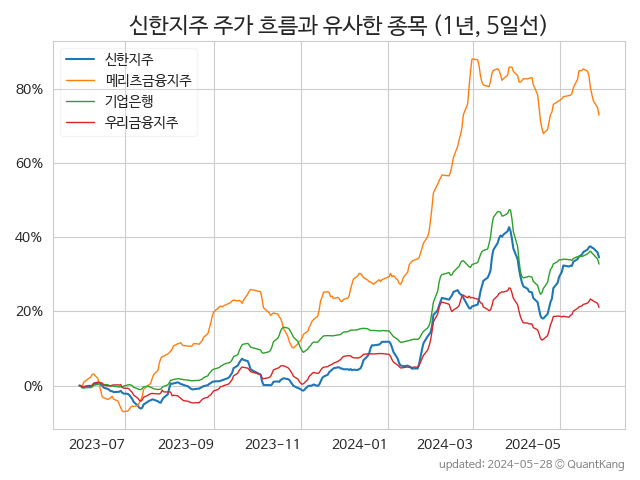 신한지주 주가 흐름과 유사한 종목 (1년, 5일선)
신한지주
메리츠금융지주
기업은행
우리금융지주
80%
60%
40%
20%
0%
2023-07 2023-09 2023-11 2024-01 2024-03 2024-05
updated: 2024-05-28 © QuantKang